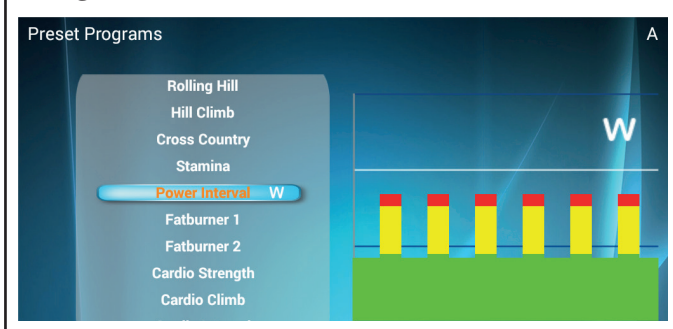 Preset Programs
A
Rolling Hill
Hill Climb
Cross Country
Stamina
Power Interval W
Fatburner 1
Fatburner 2
Cardio Strength
Cardio Climb
W